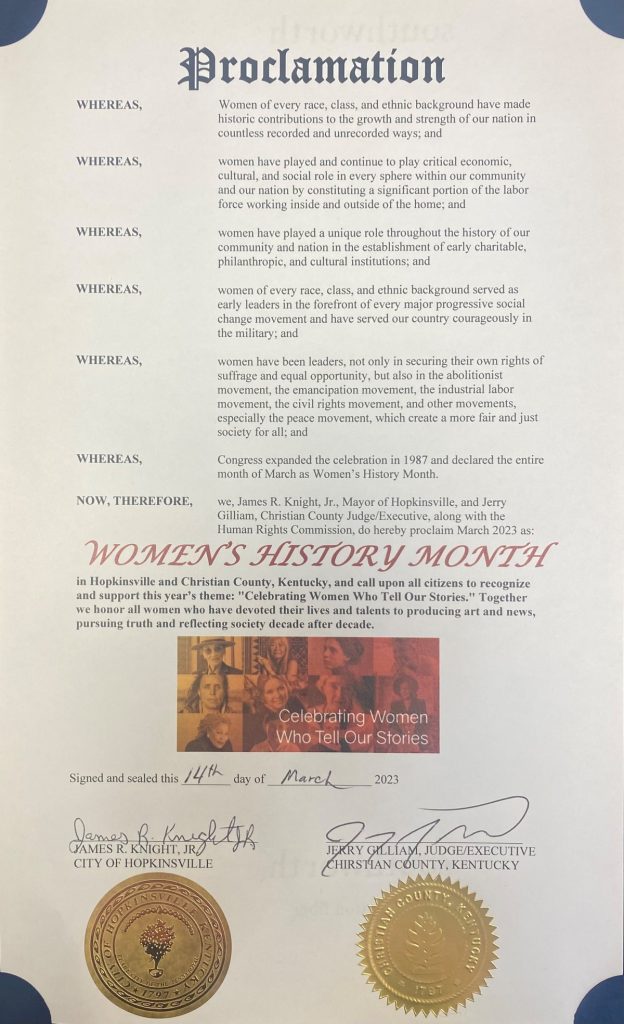 Proclamation
WHEREAS, Women of every race, class, and ethnic background have made
historic contributions to the growth and strength of our nation in
countless recorded and unrecorded ways; and
WHEREAS, women have played and continue to play critical economic,
cultural, and social role in every sphere within our community
and our nation by constituting a significant portion of the labor
force working inside and outside of the home; and
WHEREAS, women have played a unique role throughout the history of our
community and nation in the establishment of early charitable,
philanthropic, and cultural institutions; and
WHEREAS, women of every race, class, and ethnic background served as
early leaders in the forefront of every major progressive social
change movement and have served our country courageously in
the military; and
WHEREAS, women have been leaders, not only in securing their own rights of
suffrage and equal opportunity, but also in the abolitionist
movement, the emancipation movement, the industrial labor
movement, the civil rights movement, and other movements,
especially the peace movement, which create a more fair and just
society for all; and
WHEREAS, Congress expanded the celebration in 1987 and declared the entire
month of March as Women's History Month.
NOW, THEREFORE, we, James R. Knight, Jr., Mayor of Hopkinsville, and Jerry
Gilliam, Christian County Judge/Executive, along with the
Human Rights Commission, do hereby proclaim March 2023 as:
WOMEN'S HISTORY MONTH
in Hopkinsville and Christian County, Kentucky, and call upon all citizens to recognize
and support this year's theme: "Celebrating Women Who Tell Our Stories." Together
we honor all women who have devoted their lives and talents to producing art and news,
pursuing truth and reflecting society decade after decade.
Celebrating Women
Who Tell Our Stories
Signed and sealed this 14th day of March 2023
James R. Knight Jr
JAMES R. KNIGHT, JR.
CITY OF HOPKINSVILLE
JERRY GILLIAM, JUDGE/EXECUTIVE
CHIRSTIAN COUNTY, KENTUCKY
CITY OF HOPKINSVILLE, KENTUCKY
1797
CHRISTIAN COUNTY, KENTUCKY
1797